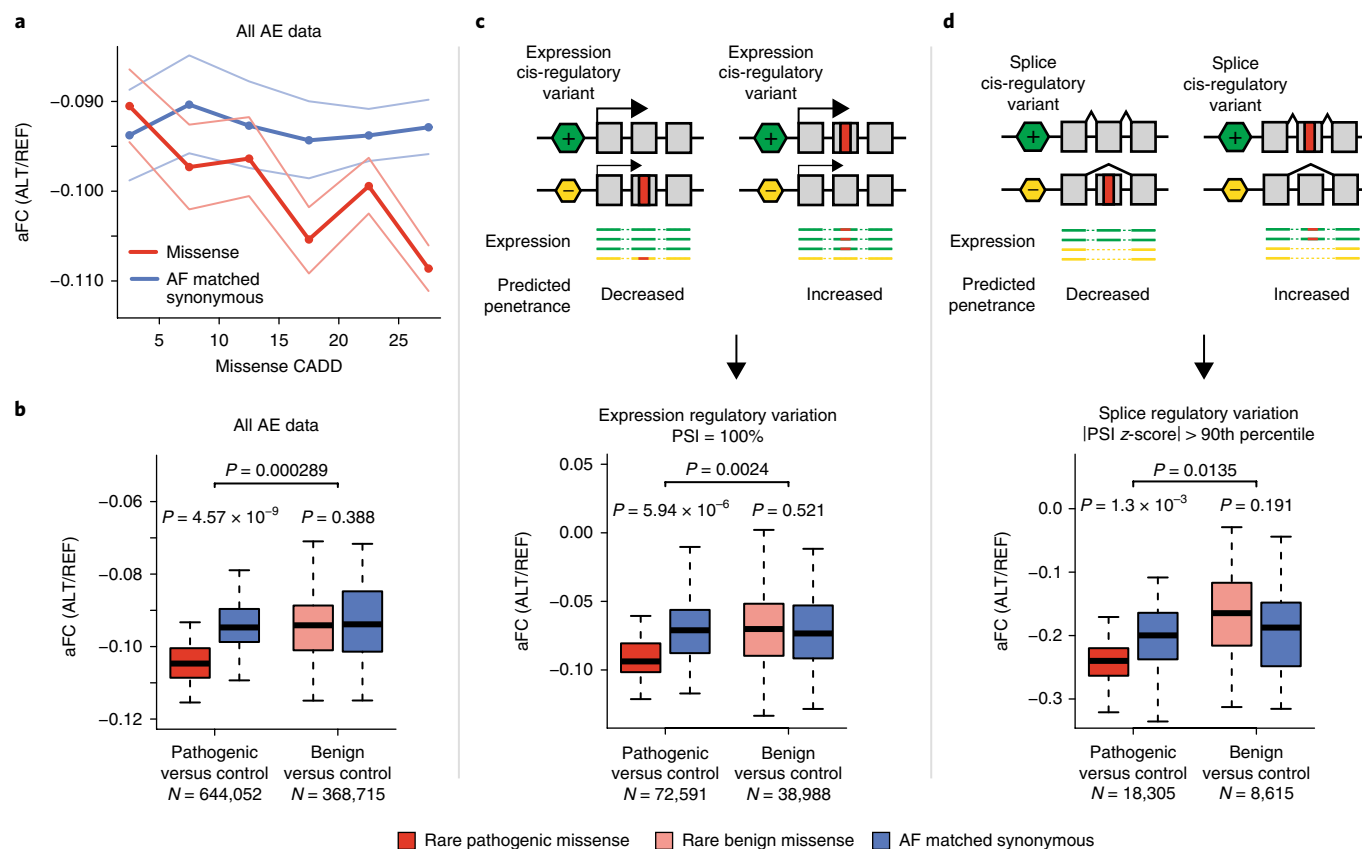 a
All AE data
−0.090
−0.100
−0.110
aFC (ALT/REF)
Missense
AF matched
synonymous
5
10
15
20
25
Missense CADD
b
All AE data
P = 0.000289
P = 4.57 × 10−9
P = 0.388
−0.06
−0.08
−0.10
−0.12
aFC (ALT/REF)
Pathogenic
versus control
N = 644,052
Benign
versus control
N = 368,715
c
Expression
cis-regulatory
variant
Expression
cis-regulatory
variant
+
+
−
−
Expression
Predicted
penetrance
Decreased
Increased
Expression regulatory variation
PSI = 100%
P = 0.0024
P = 5.94 × 10−6
P = 0.521
0.05
0.00
−0.05
−0.10
aFC (ALT/REF)
Pathogenic
versus control
N = 72,591
Benign
versus control
N = 38,988
d
Splice
cis-regulatory
variant
Splice
cis-regulatory
variant
+
+
−
−
Expression
Predicted
penetrance
Decreased
Increased
Splice regulatory variation
|PSI z-score| > 90th percentile
P = 0.0135
P = 1.3 × 10−3
P = 0.191
0.0
−0.1
−0.2
−0.3
aFC (ALT/REF)
Pathogenic
versus control
N = 18,305
Benign
versus control
N = 8,615
Rare pathogenic missense
Rare benign missense
AF matched synonymous